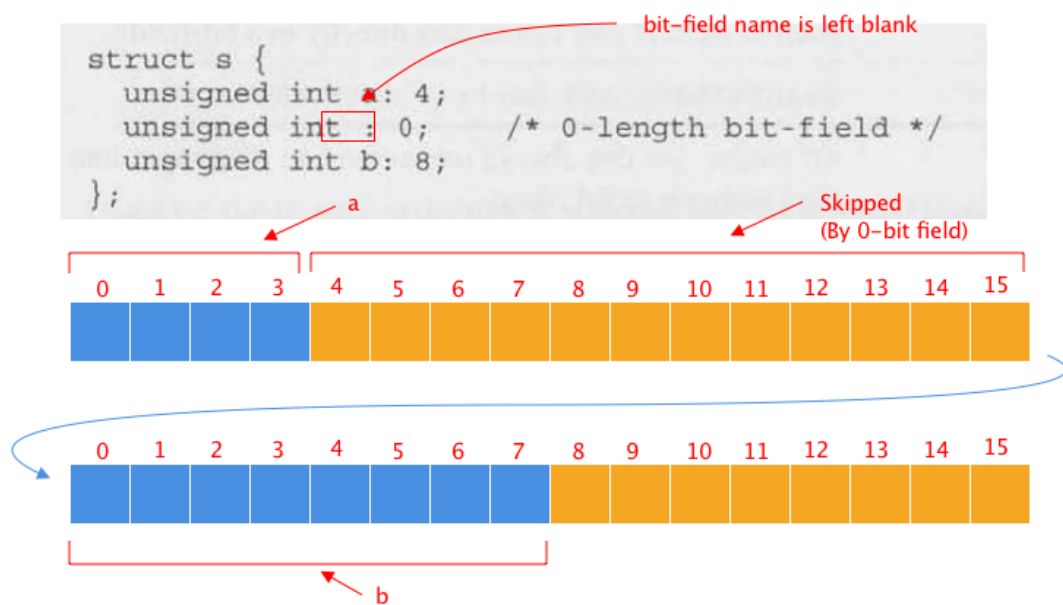 bit-field name is left blank
struct s {
unsigned int a: 4;
unsigned int : 0; /* 0-length bit-field */
unsigned int b: 8;
};
a
Skipped
(By 0-bit field)
0 1 2 3 4 5 6 7 8 9 10 11 12 13 14 15
0 1 2 3 4 5 6 7 8 9 10 11 12 13 14 15
b